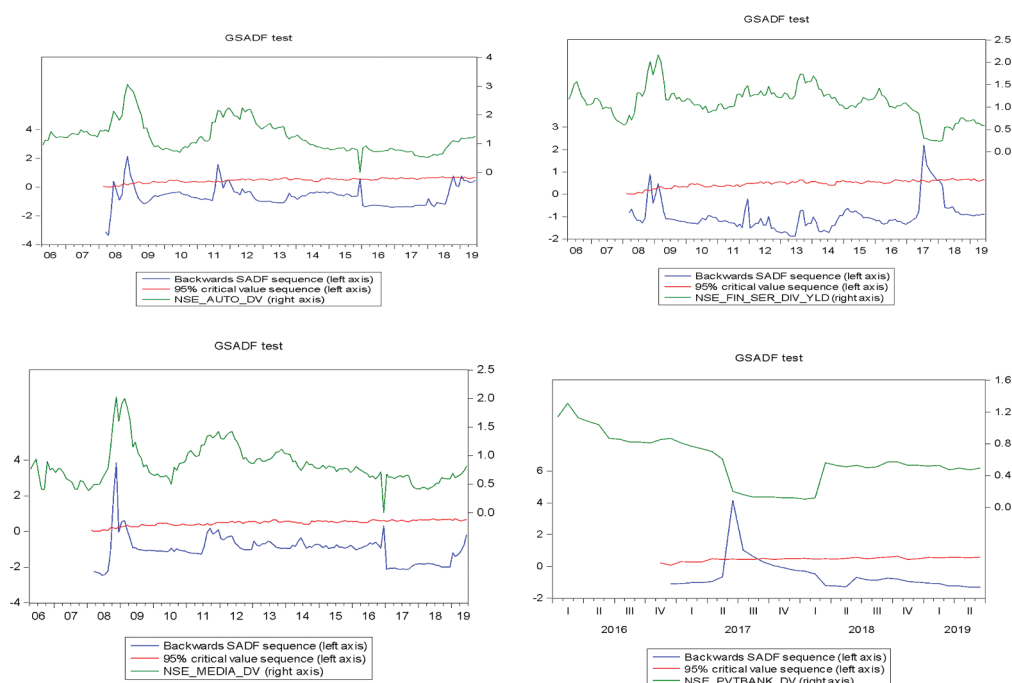 GSADF test
4
3
2
1
0
4
2
0
-2
-4
06 07 08 09 10 11 12 13 14 15 16 17 18 19
Backwards SADF sequence (left axis)
95% critical value sequence (left axis)
NSE_AUTO_DV (right axis)
GSADF test
2.5
2.0
1.5
1.0
0.5
0.0
3
2
1
0
-1
-2
06 07 08 09 10 11 12 13 14 15 16 17 18 19
Backwards SADF sequence (left axis)
95% critical value sequence (left axis)
NSE_FIN_SER_DIV_YLD (right axis)
GSADF test
2.5
2.0
1.5
1.0
0.5
0.0
4
2
0
-2
-4
06 07 08 09 10 11 12 13 14 15 16 17 18 19
Backwards SADF sequence (left axis)
95% critical value sequence (left axis)
NSE_MEDIA_DV (right axis)
GSADF test
1.6
1.2
0.8
0.4
0.0
6
4
2
0
-2
I II III IV I II III IV I II III IV I II
2016 2017 2018 2019
Backwards SADF sequence (left axis)
95% critical value sequence (left axis)
NSE_PVTBANK_DV (right axis)